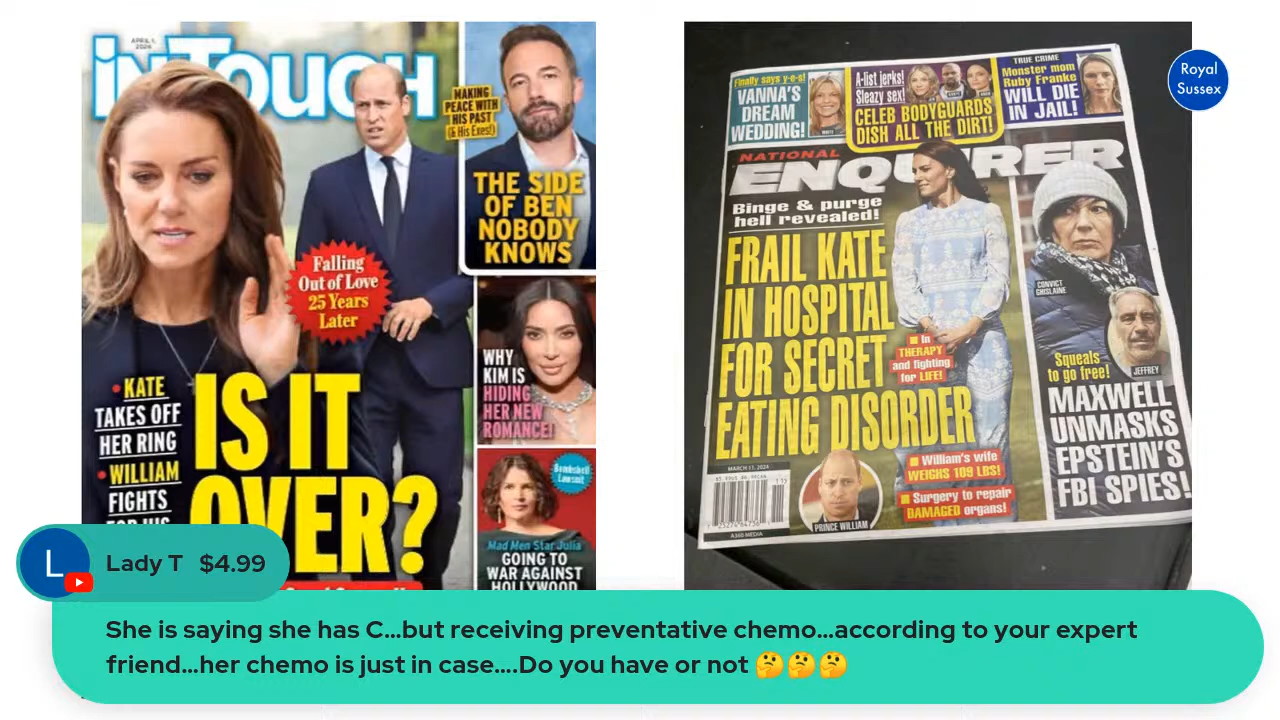 APRIL 1,
2024
INTOUCH
MAKING
PEACE WITH
HIS PAST
(& His Exes!)
THE SIDE
OF BEN
NOBODY
KNOWS
Falling
Out of Love
25 Years
Later
WHY
KIM IS
HIDING
HER NEW
ROMANCE!
• KATE
TAKES OFF
HER RING
• WILLIAM
FIGHTS
IS IT
OVER?
Bombshell
Lawsuit
Mad Men Star Julia
GOING TO
WAR AGAINST
HOLLYWOOD
Finally says y-e-s!
VANNA'S
DREAM
WEDDING!
WHITE
A-list jerks!
Sleazy sex!
CELEB BODYGUARDS
DISH ALL THE DIRT!
TRUE CRIME
Monster mom
Ruby Franke
WILL DIE
IN JAIL!
Royal
Sussex
NATIONAL
ENQUIRER
Binge & purge
hell revealed!
FRAIL KATE
IN HOSPITAL
FOR SECRET
EATING DISORDER
In
THERAPY
and fighting
for LIFE!
William's wife
WEIGHS 109 LBS!
Surgery to repair
DAMAGED organs!
MARCH 11, 2024
PRINCE WILLIAM
A360 MEDIA
CONVICT
GHISLAINE
JEFFREY
Squeals
to go free!
MAXWELL
UNMASKS
EPSTEIN'S
FBI SPIES!
L
Lady T $4.99
She is saying she has C...but receiving preventative chemo...according to your expert
friend...her chemo is just in case....Do you have or not 🤔🤔🤔